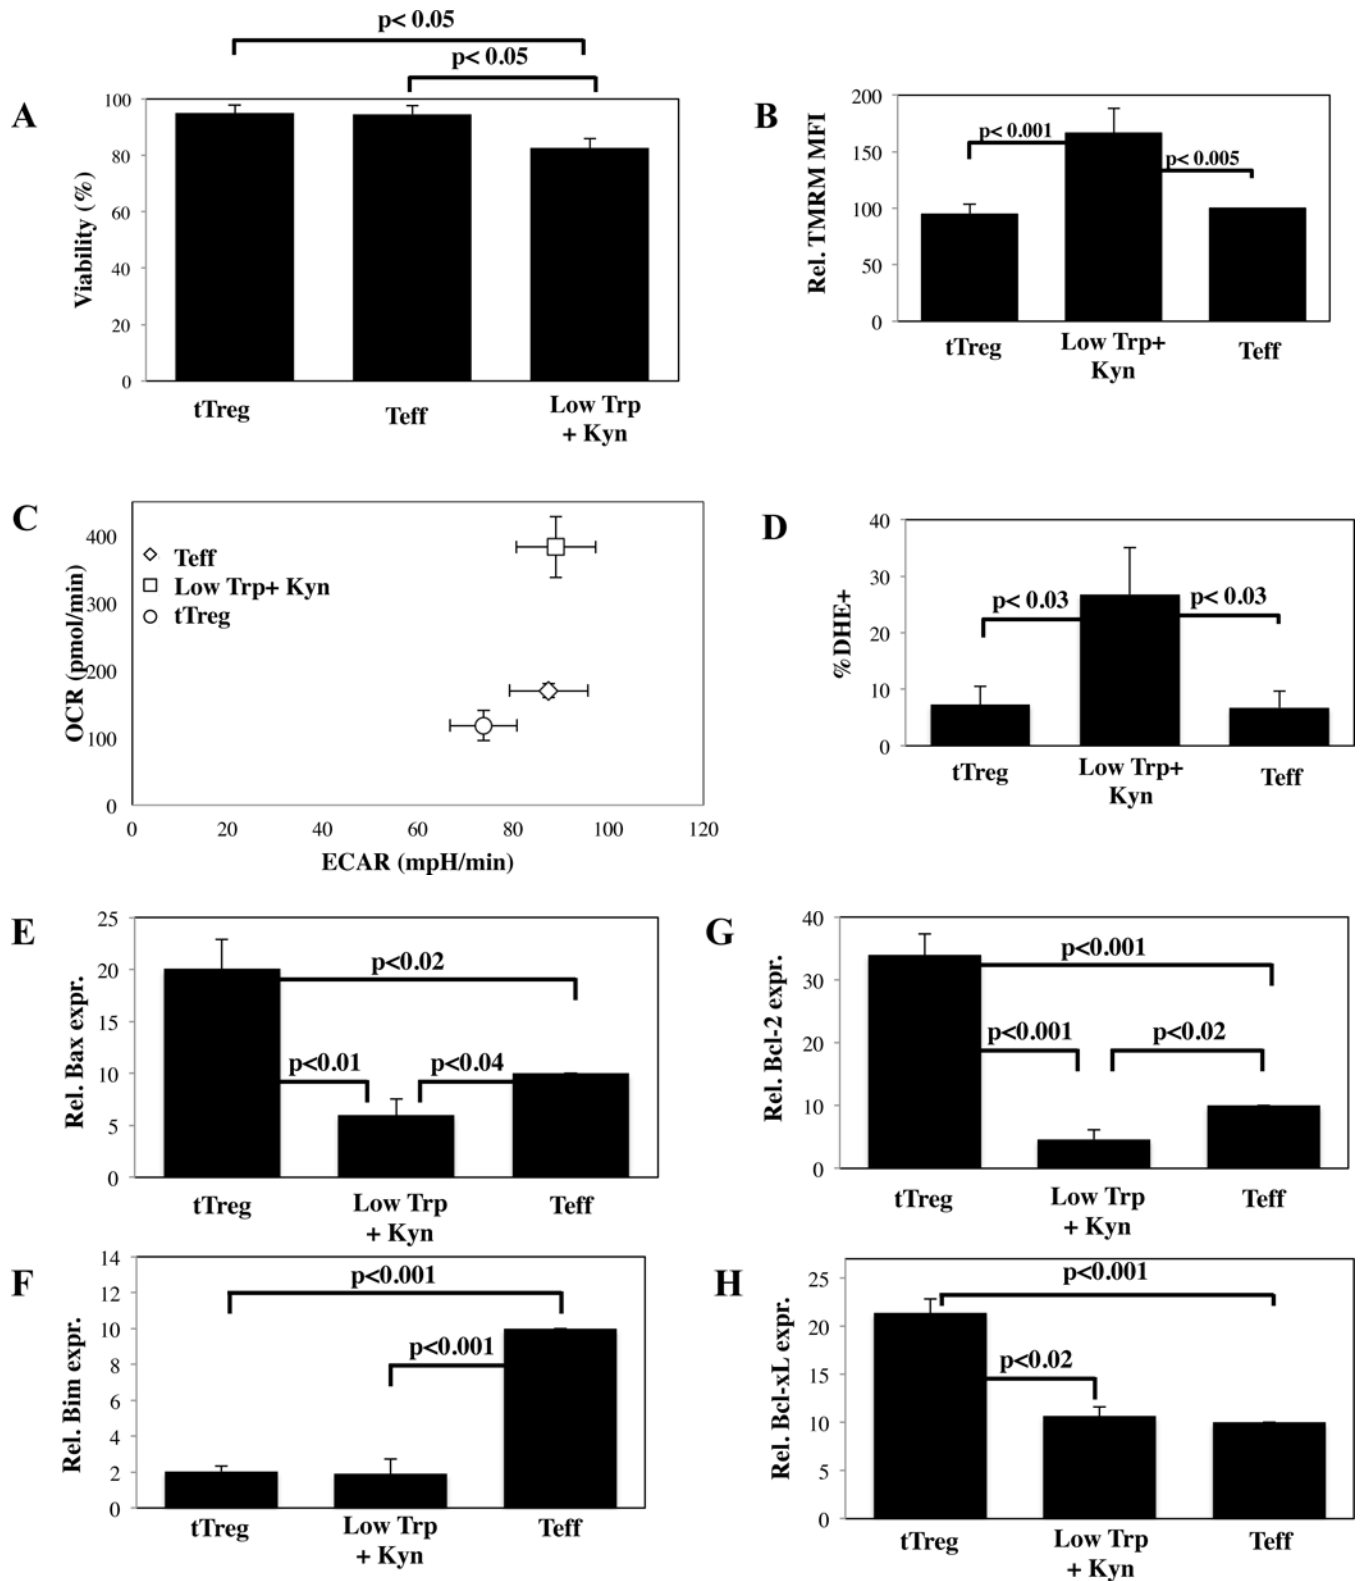 p< 0.05
p< 0.05
A
100
80
60
40
20
0
Viability (%)
tTreg
Teff
Low Trp
+ Kyn
B
200
150
100
50
0
Rel. TMRM MFI
p< 0.001
p< 0.005
tTreg
Low Trp+
Kyn
Teff
C
400
300
200
100
0
OCR (pmol/min)
Teff
Low Trp+ Kyn
tTreg
0
20
40
60
80
100
120
ECAR (mpH/min)
D
40
30
20
10
0
%DHE+
p< 0.03
p< 0.03
tTreg
Low Trp+
Kyn
Teff
E
25
20
15
10
5
0
Rel. Bax expr.
p<0.02
p<0.01
p<0.04
tTreg
Low Trp
+ Kyn
Teff
G
40
30
20
10
0
Rel. Bcl-2 expr.
p<0.001
p<0.001
p<0.02
tTreg
Low Trp
+ Kyn
Teff
F
14
12
10
8
6
4
2
0
Rel. Bim expr.
p<0.001
p<0.001
tTreg
Low Trp
+ Kyn
Teff
H
25
20
15
10
5
0
Rel. Bcl-xL expr.
p<0.001
p<0.02
tTreg
Low Trp
+ Kyn
Teff